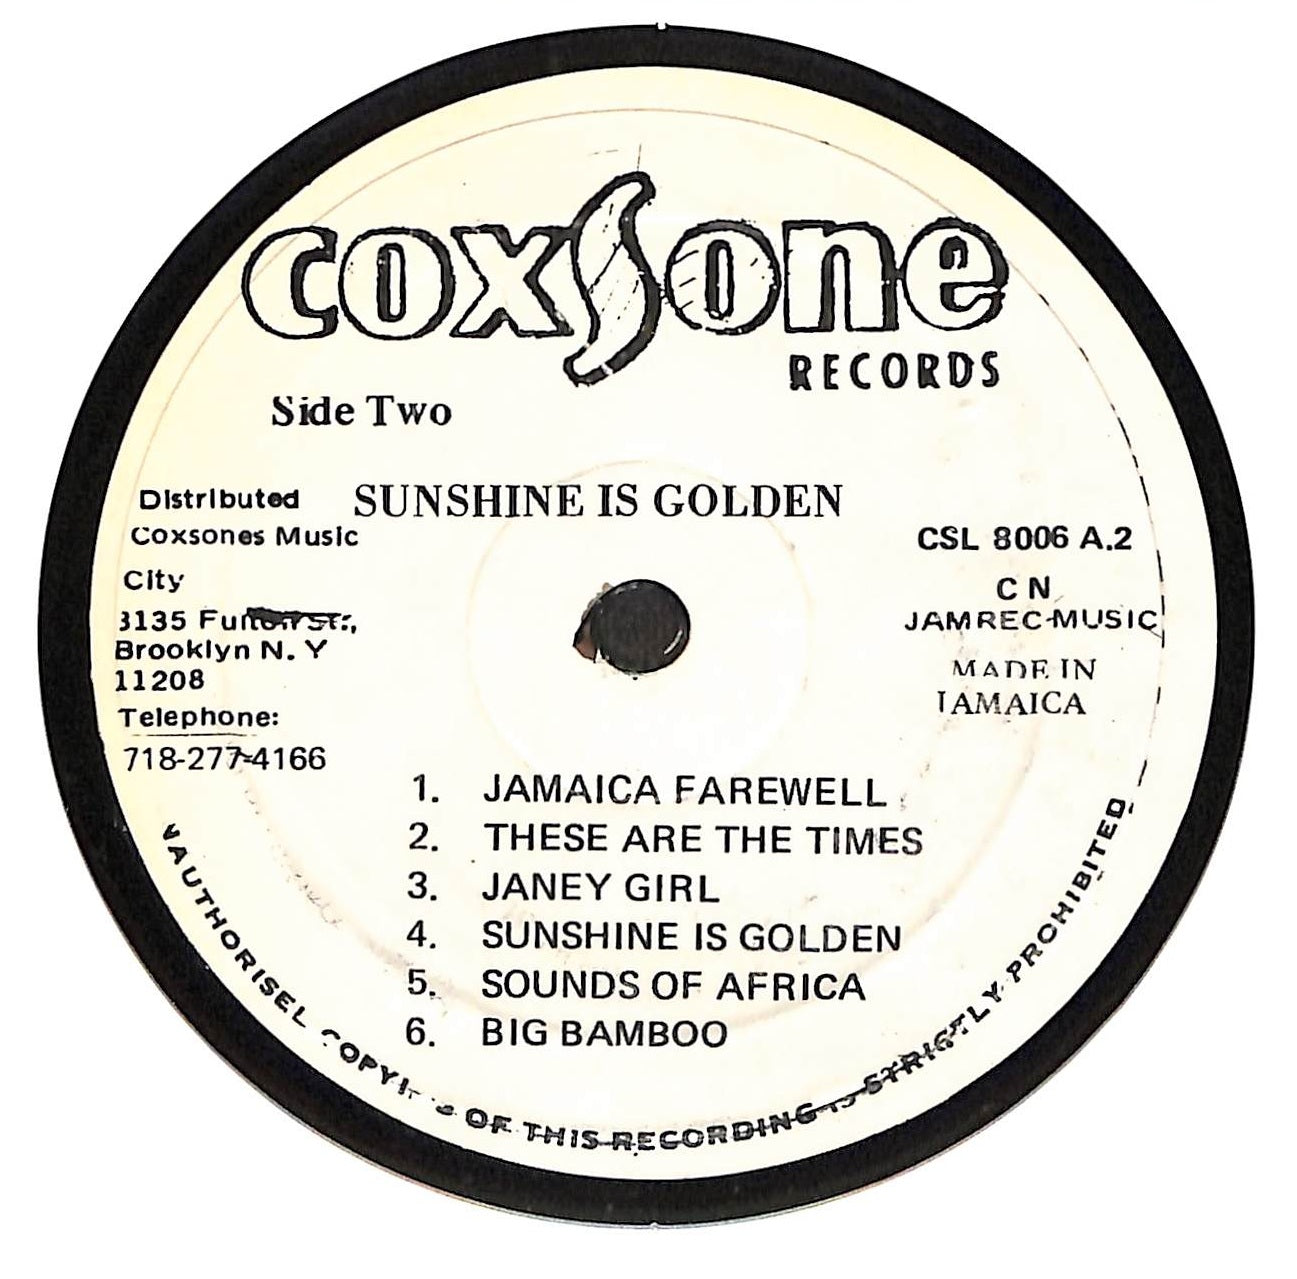 coxsone
RECORDS
Side Two
SUNSHINE IS GOLDEN
Distributed
Coxsones Music
City
3135 Fulton St.,
Brooklyn N. Y
11208
Telephone:
718-277-4166
CSL 8006 A.2
C N
JAMREC-MUSIC
MADE IN
JAMAICA
1. JAMAICA FAREWELL
2. THESE ARE THE TIMES
3. JANEY GIRL
4. SUNSHINE IS GOLDEN
5. SOUNDS OF AFRICA
6. BIG BAMBOO
OF THIS RECORDING IS STRICTLY PROHIBITED